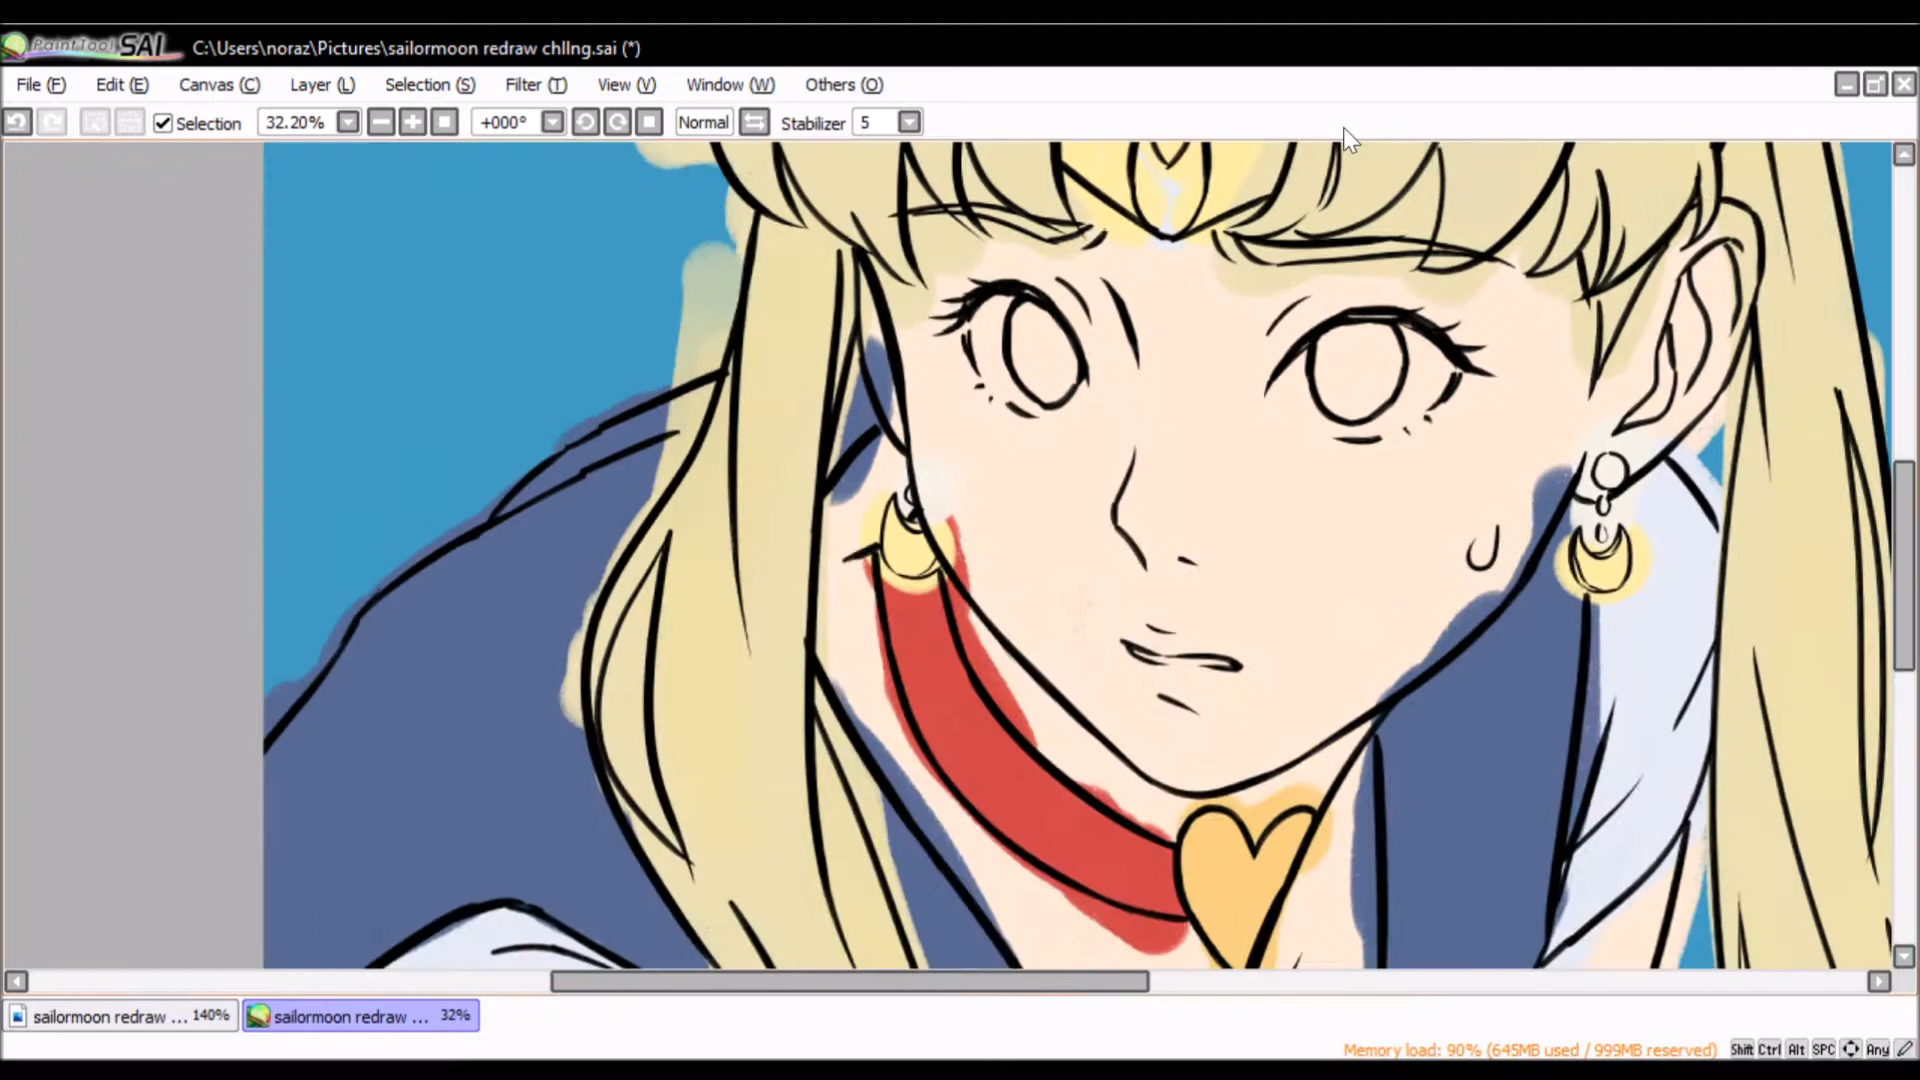 PaintTool SAI C:\Users\noraz\Pictures\sailormoon redraw chllng.sai (*)
File (F) Edit (E) Canvas (C) Layer (L) Selection (S) Filter (T) View (V) Window (W) Others (O)
Selection 32.20% +000° Normal Stabilizer 5
sailormoon redraw ... 140% sailormoon redraw ... 32%
Memory load: 90% (645MB used / 999MB reserved) Shift Ctrl Alt SPC Any